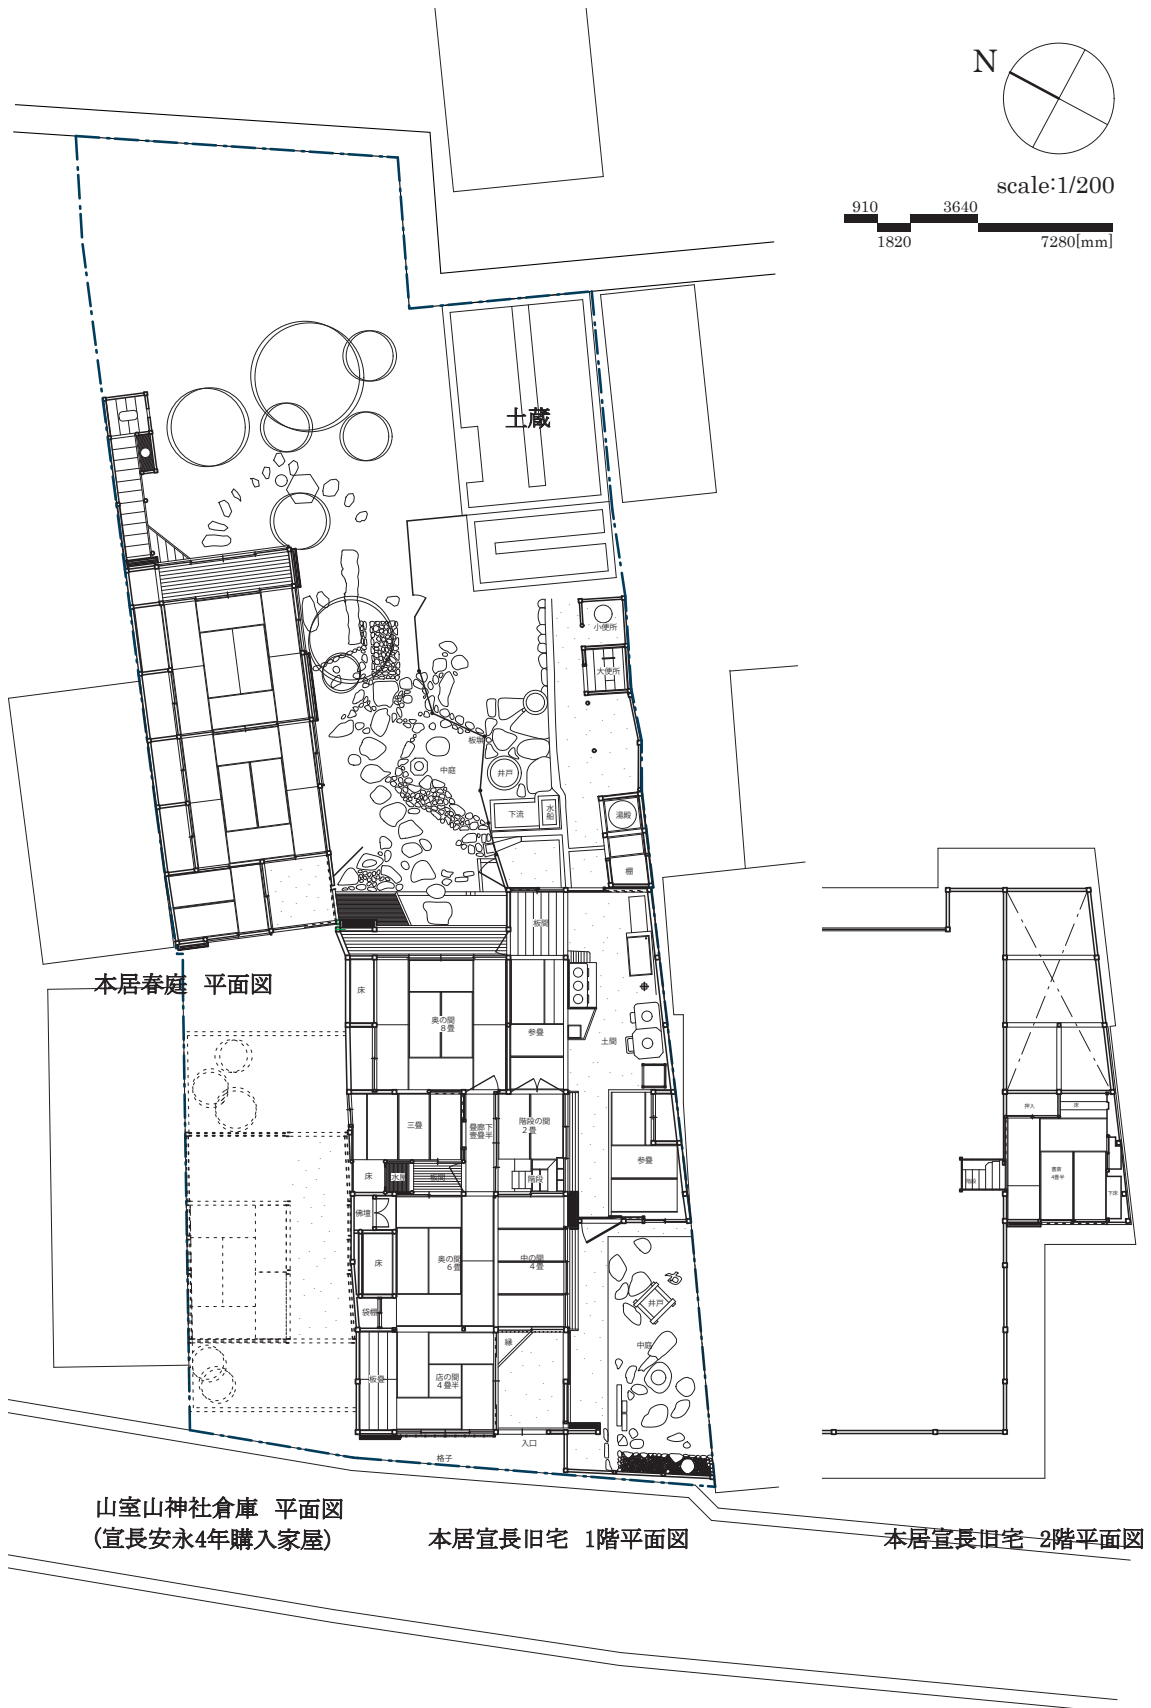 N
scale:1/200
910
3640
1820
7280[mm]
土蔵
小便所
大便所
中庭
井戸
下流
水船
湯殿
棚
板間
本居春庭 平面図
床
奥の間
8畳
参畳
土間
三畳
畳廊下
壹畳半
階段の間
2畳
床
水屋
板間
階段
参畳
佛壇
床
奥の間
6畳
中の間
4畳
袋棚
井戸
中庭
縁
板畳
店の間
4畳半
入口
格子
押入
床
書斎
4畳半
階段
下床
山室山神社倉庫 平面図
(宣長安永4年購入家屋)
本居宣長旧宅 1階平面図
本居宣長旧宅 2階平面図